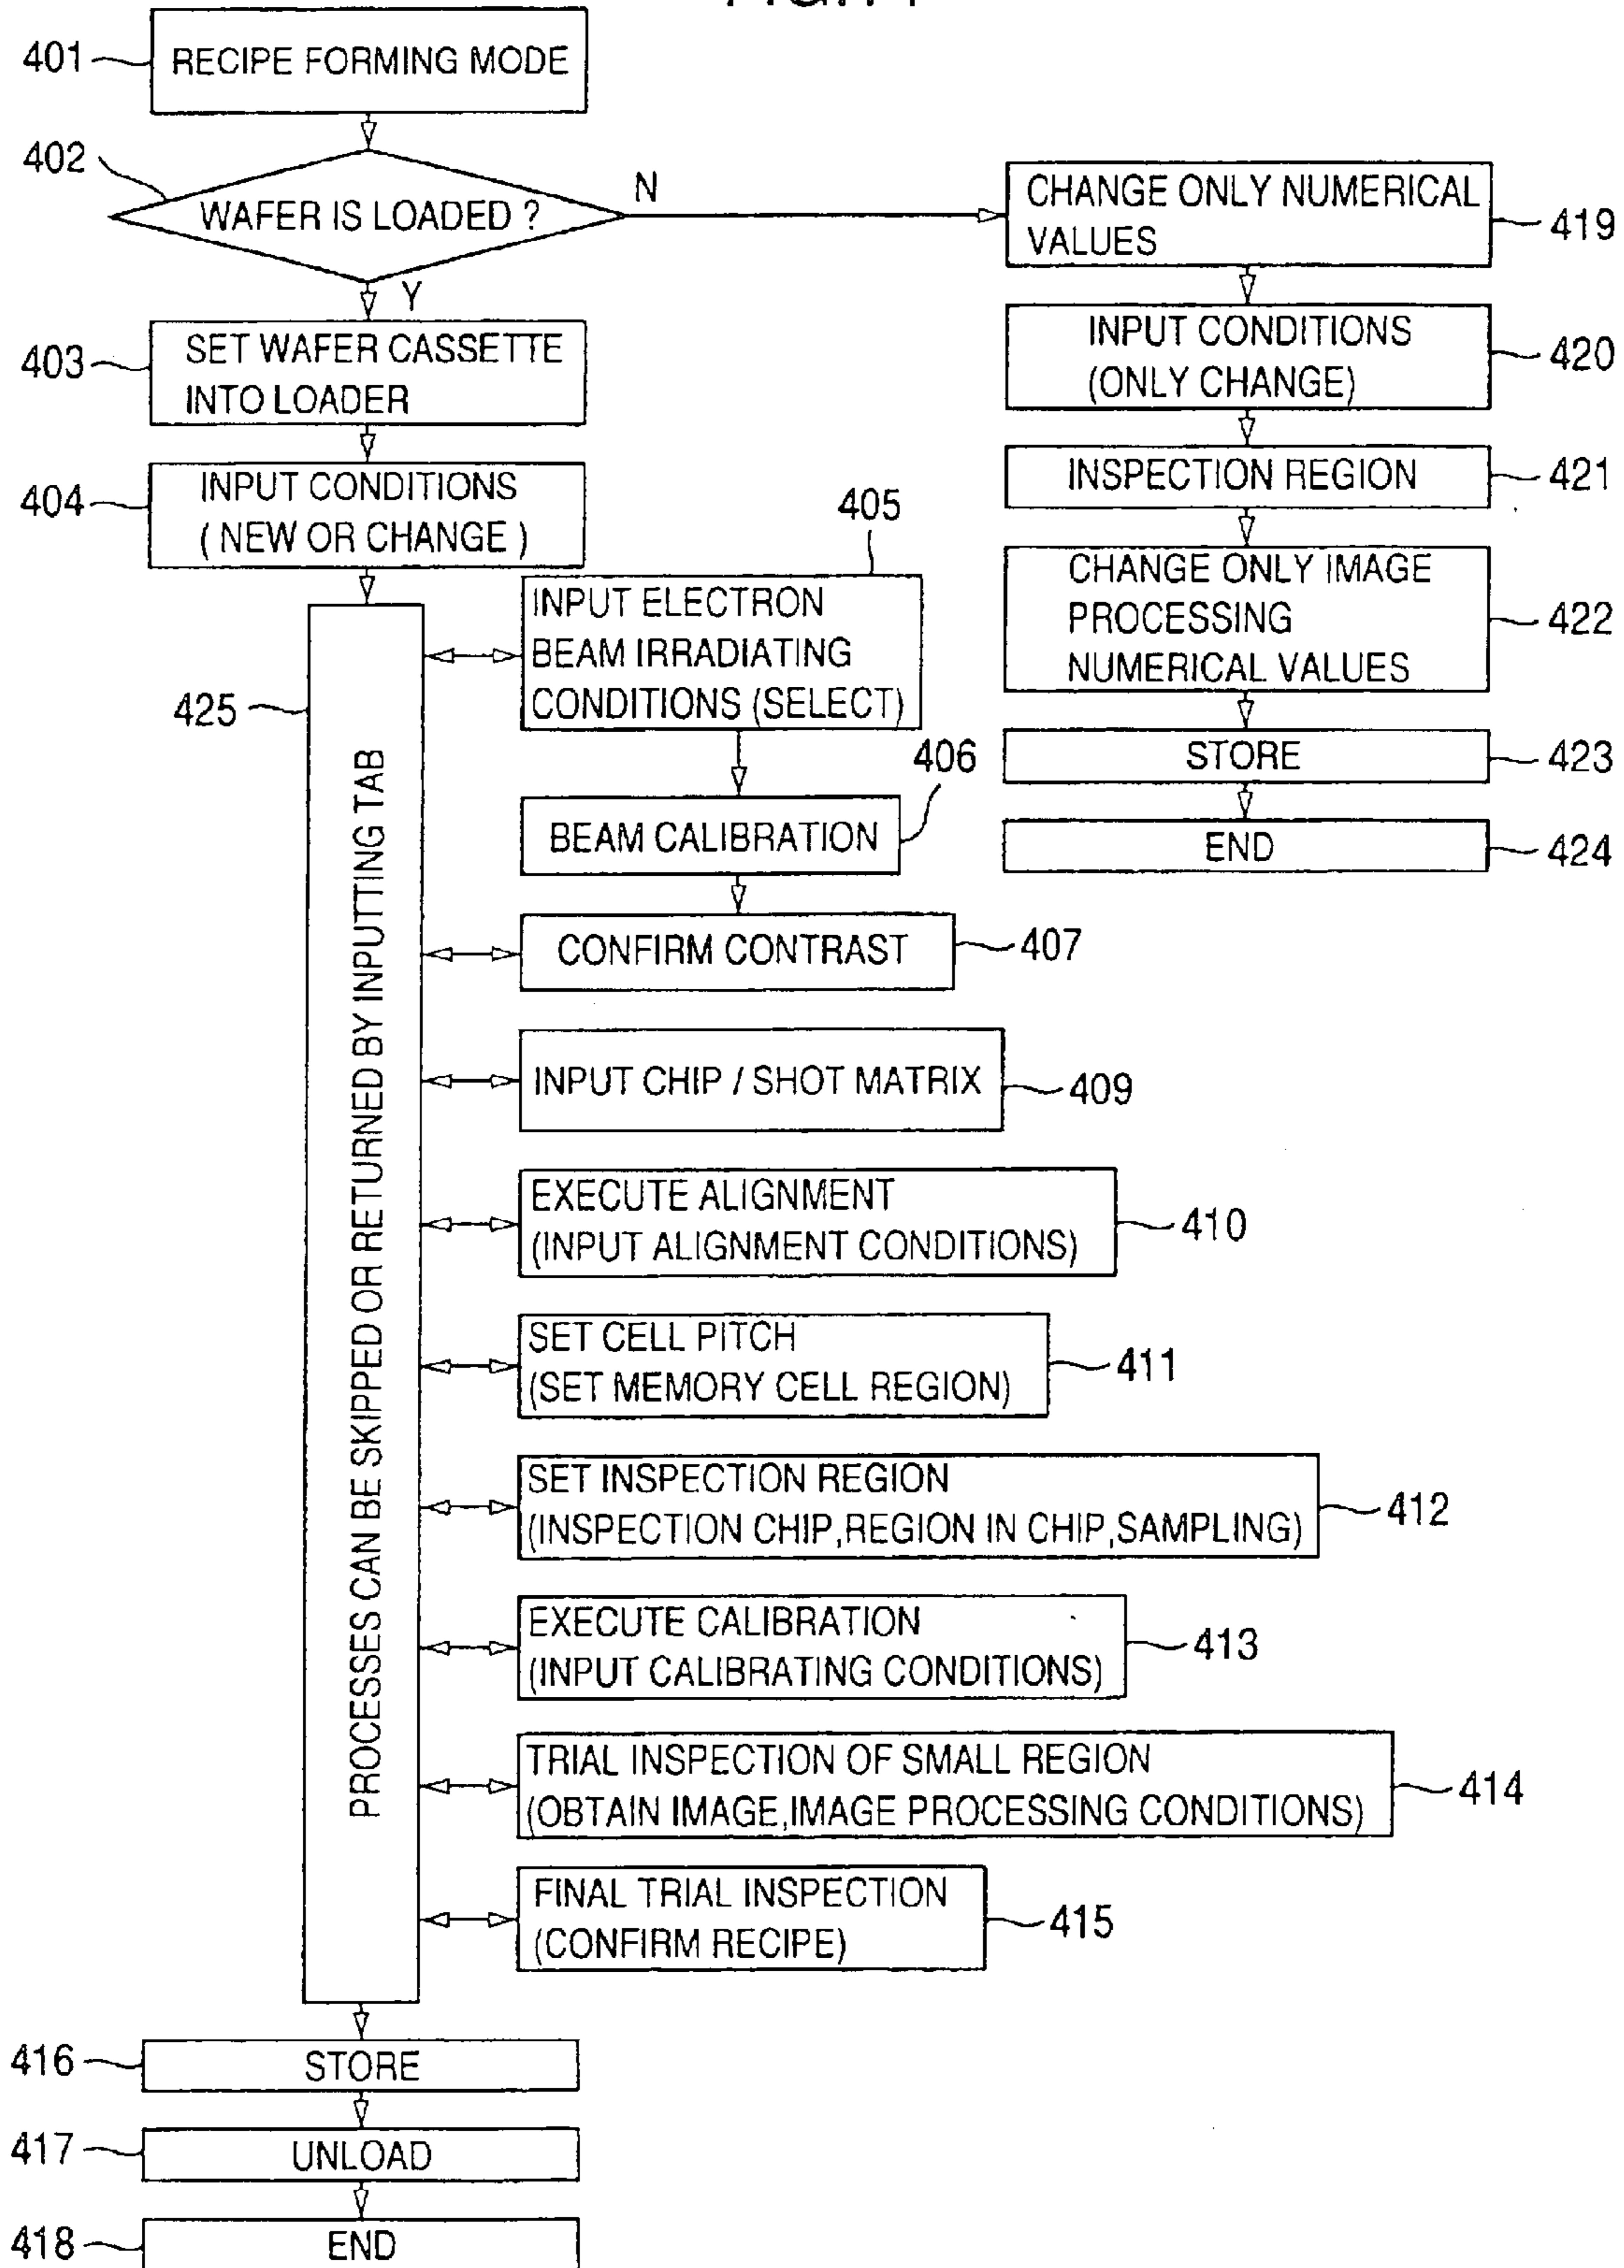 401
RECIPE FORMING MODE
402
WAFER IS LOADED ?
N
Y
403
SET WAFER CASSETTE
INTO LOADER
404
INPUT CONDITIONS
( NEW OR CHANGE )
CHANGE ONLY NUMERICAL
VALUES
419
INPUT CONDITIONS
(ONLY CHANGE)
420
INSPECTION REGION
421
CHANGE ONLY IMAGE
PROCESSING
NUMERICAL VALUES
422
STORE
423
END
424
425
PROCESSES CAN BE SKIPPED OR RETURNED BY INPUTTING TAB
405
INPUT ELECTRON
BEAM IRRADIATING
CONDITIONS (SELECT)
406
BEAM CALIBRATION
CONFIRM CONTRAST
407
INPUT CHIP / SHOT MATRIX
409
EXECUTE ALIGNMENT
(INPUT ALIGNMENT CONDITIONS)
410
SET CELL PITCH
(SET MEMORY CELL REGION)
411
SET INSPECTION REGION
(INSPECTION CHIP,REGION IN CHIP,SAMPLING)
412
EXECUTE CALIBRATION
(INPUT CALIBRATING CONDITIONS)
413
TRIAL INSPECTION OF SMALL REGION
(OBTAIN IMAGE,IMAGE PROCESSING CONDITIONS)
414
FINAL TRIAL INSPECTION
(CONFIRM RECIPE)
415
416
STORE
417
UNLOAD
418
END